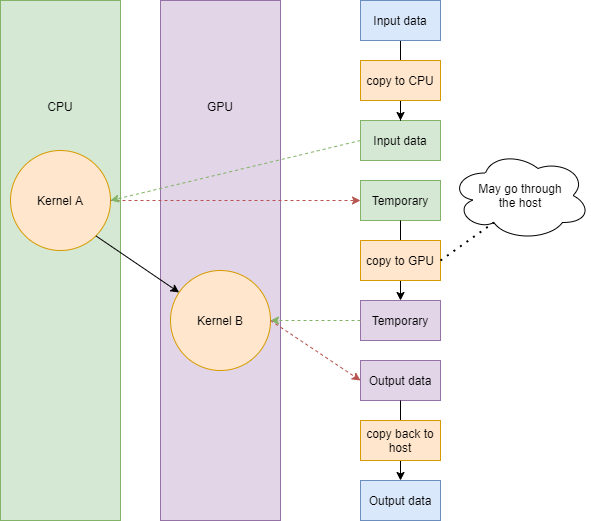 Input data
copy to CPU
CPU
GPU
Input data
Kernel A
Temporary
May go through
the host
copy to GPU
Kernel B
Temporary
Output data
copy back to
host
Output data